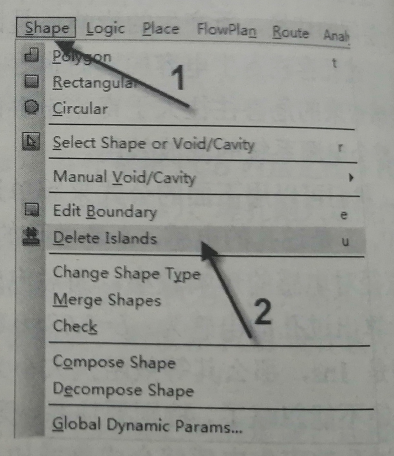 Shape Logic Place FlowPlan Route Anal
Polygon t
Rectangular
Circular
Select Shape or Void/Cavity r
Manual Void/Cavity
Edit Boundary e
Delete Islands u
Change Shape Type
Merge Shapes
Check
Compose Shape
Decompose Shape
Global Dynamic Params...
1
2